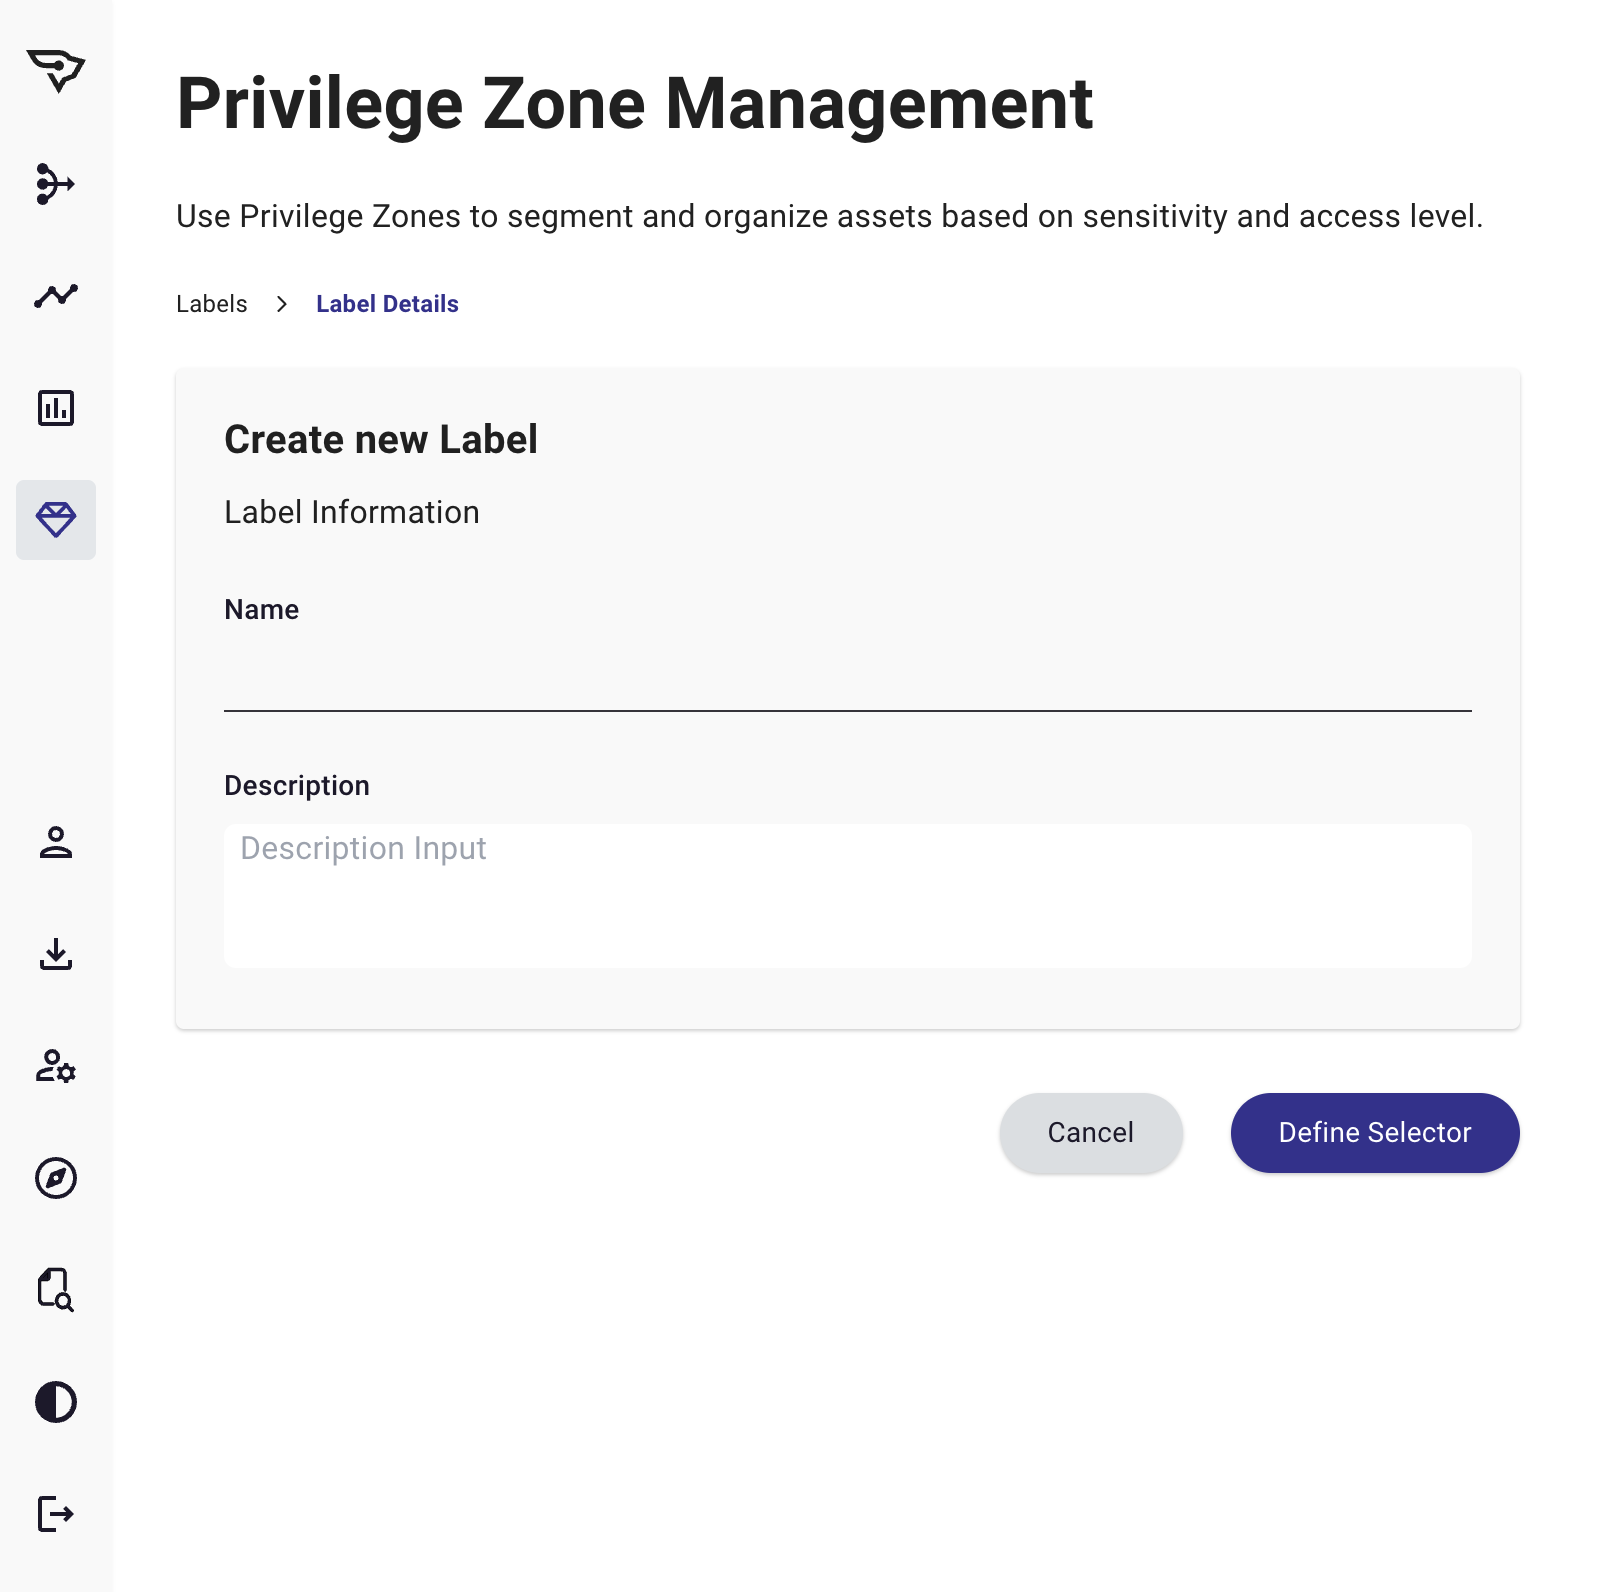 Privilege Zone Management
Use Privilege Zones to segment and organize assets based on sensitivity and access level.
Labels > Label Details
Create new Label
Label Information
Name
Description
Description Input
Cancel
Define Selector